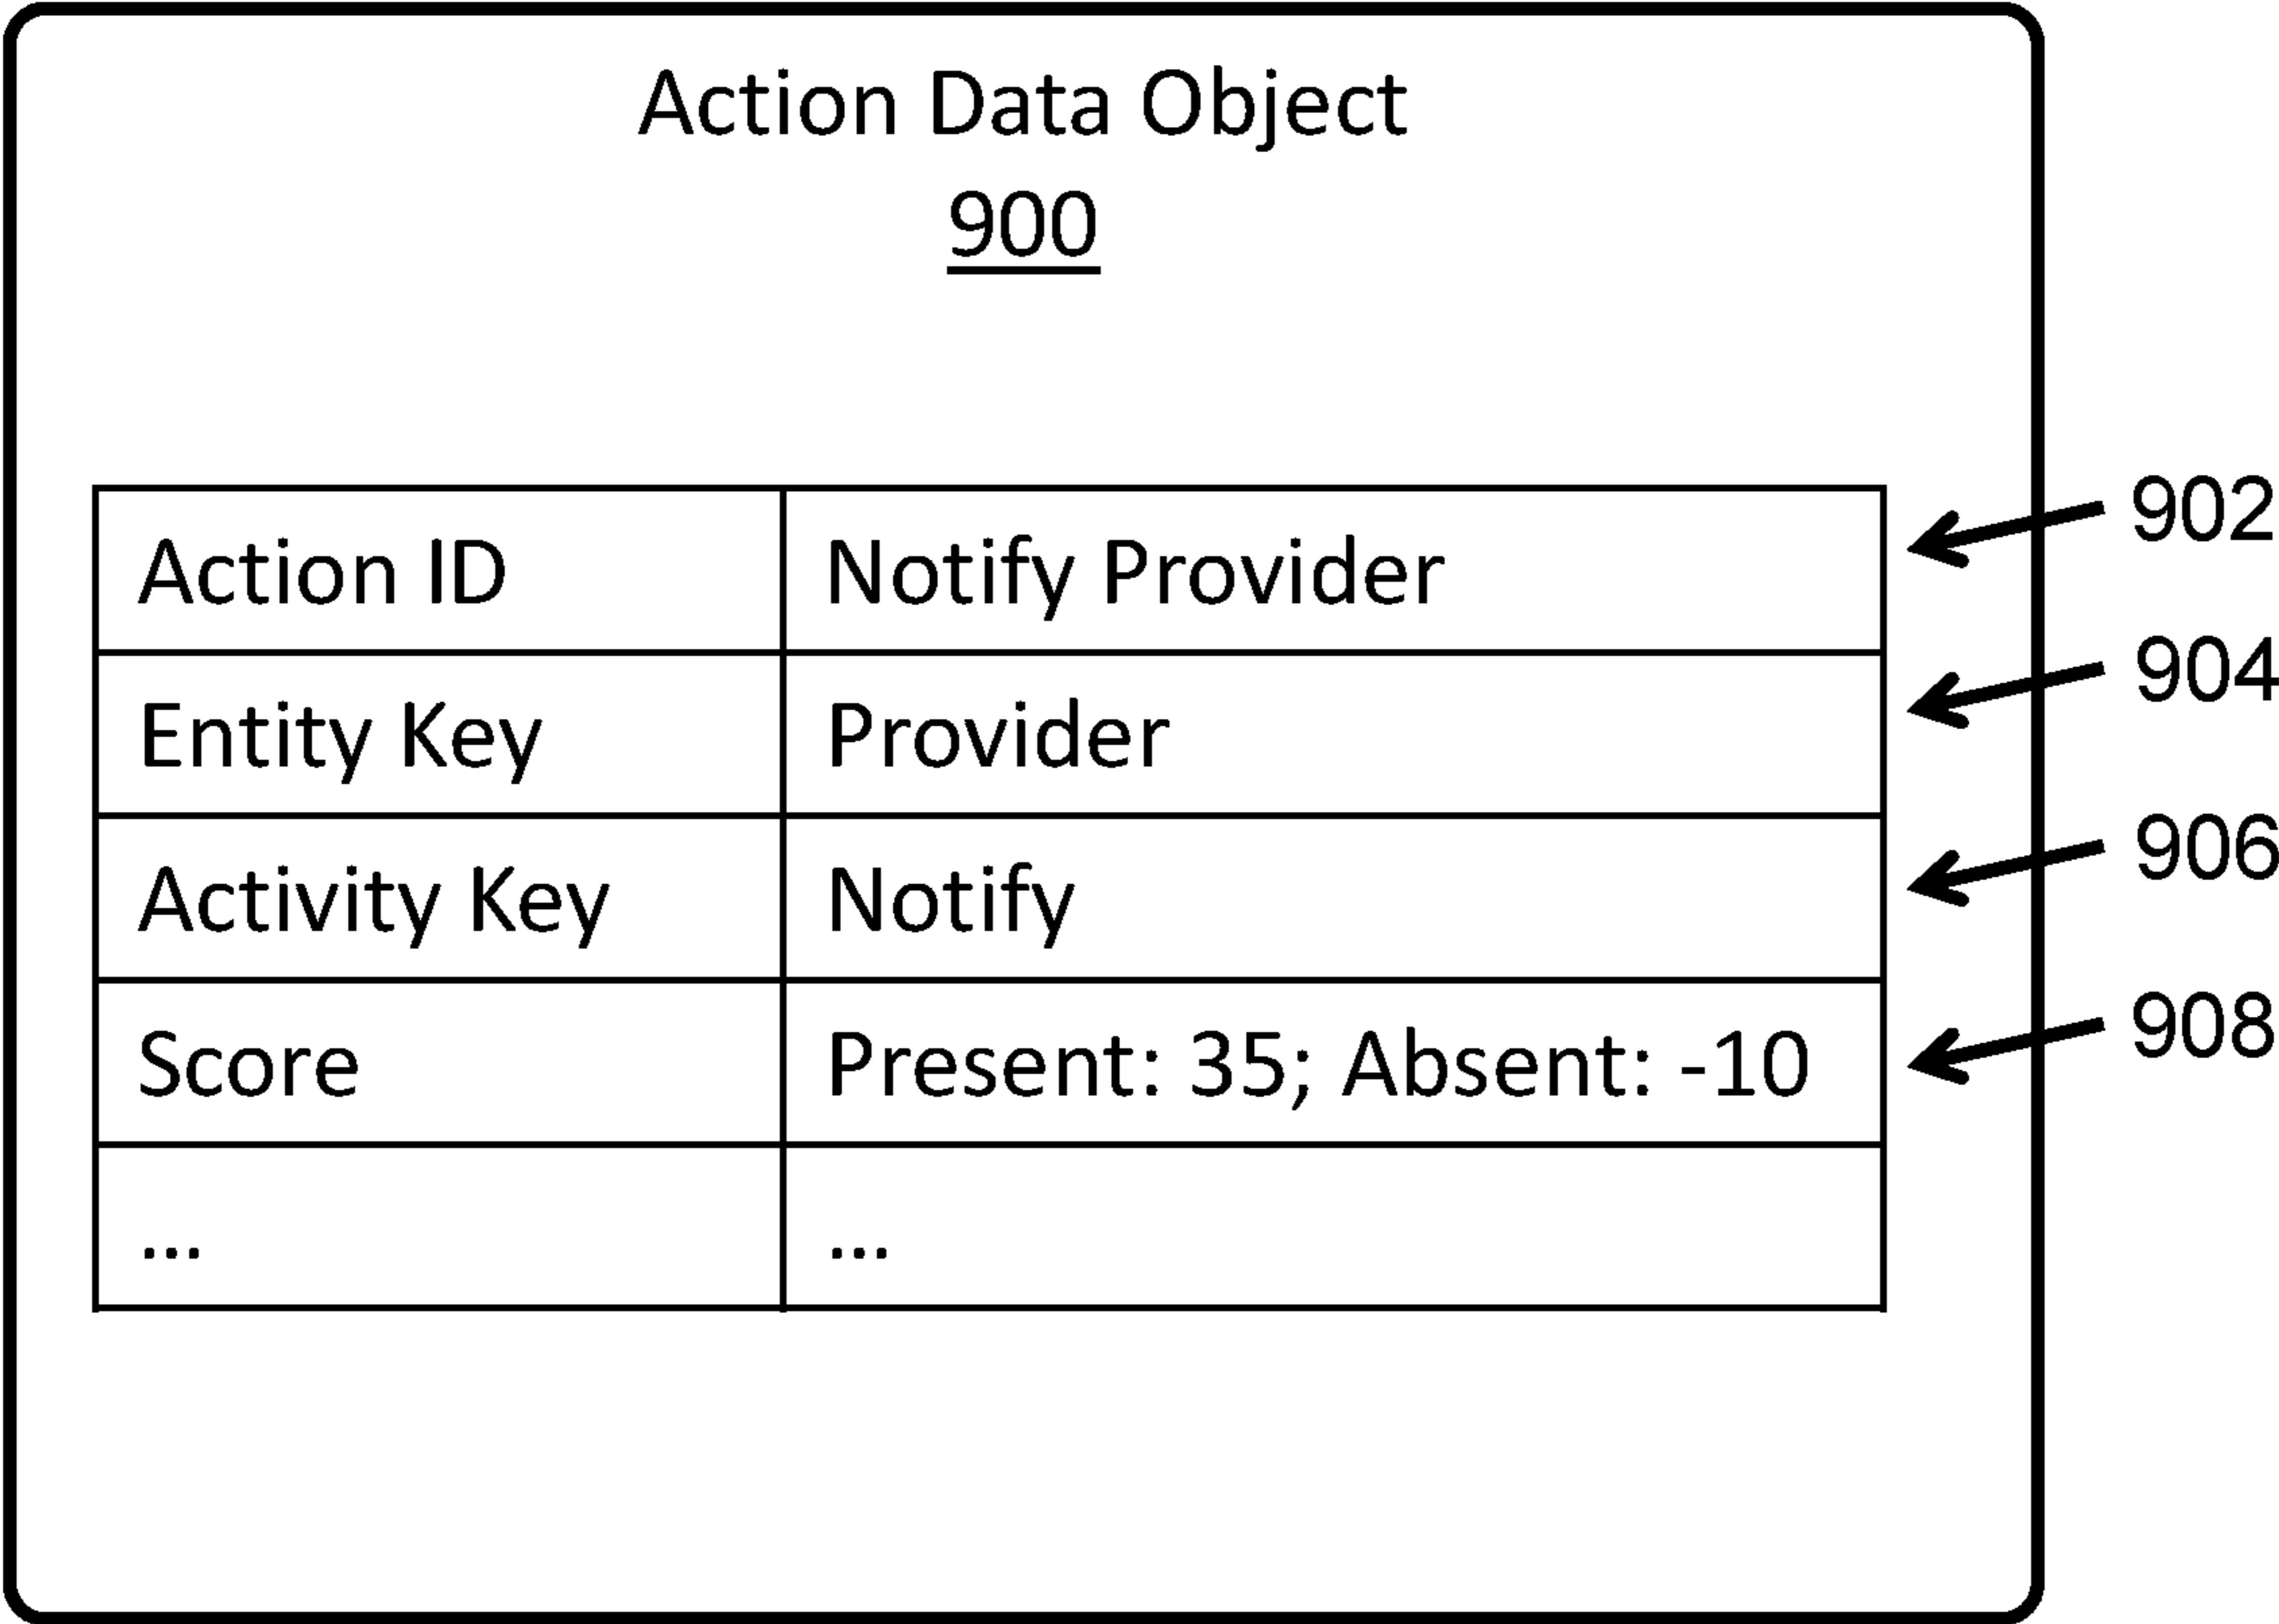 Action Data Object
900
Action ID Notify Provider 902
Entity Key Provider 904
Activity Key Notify 906
Score Present: 35; Absent: -10 908
... ...